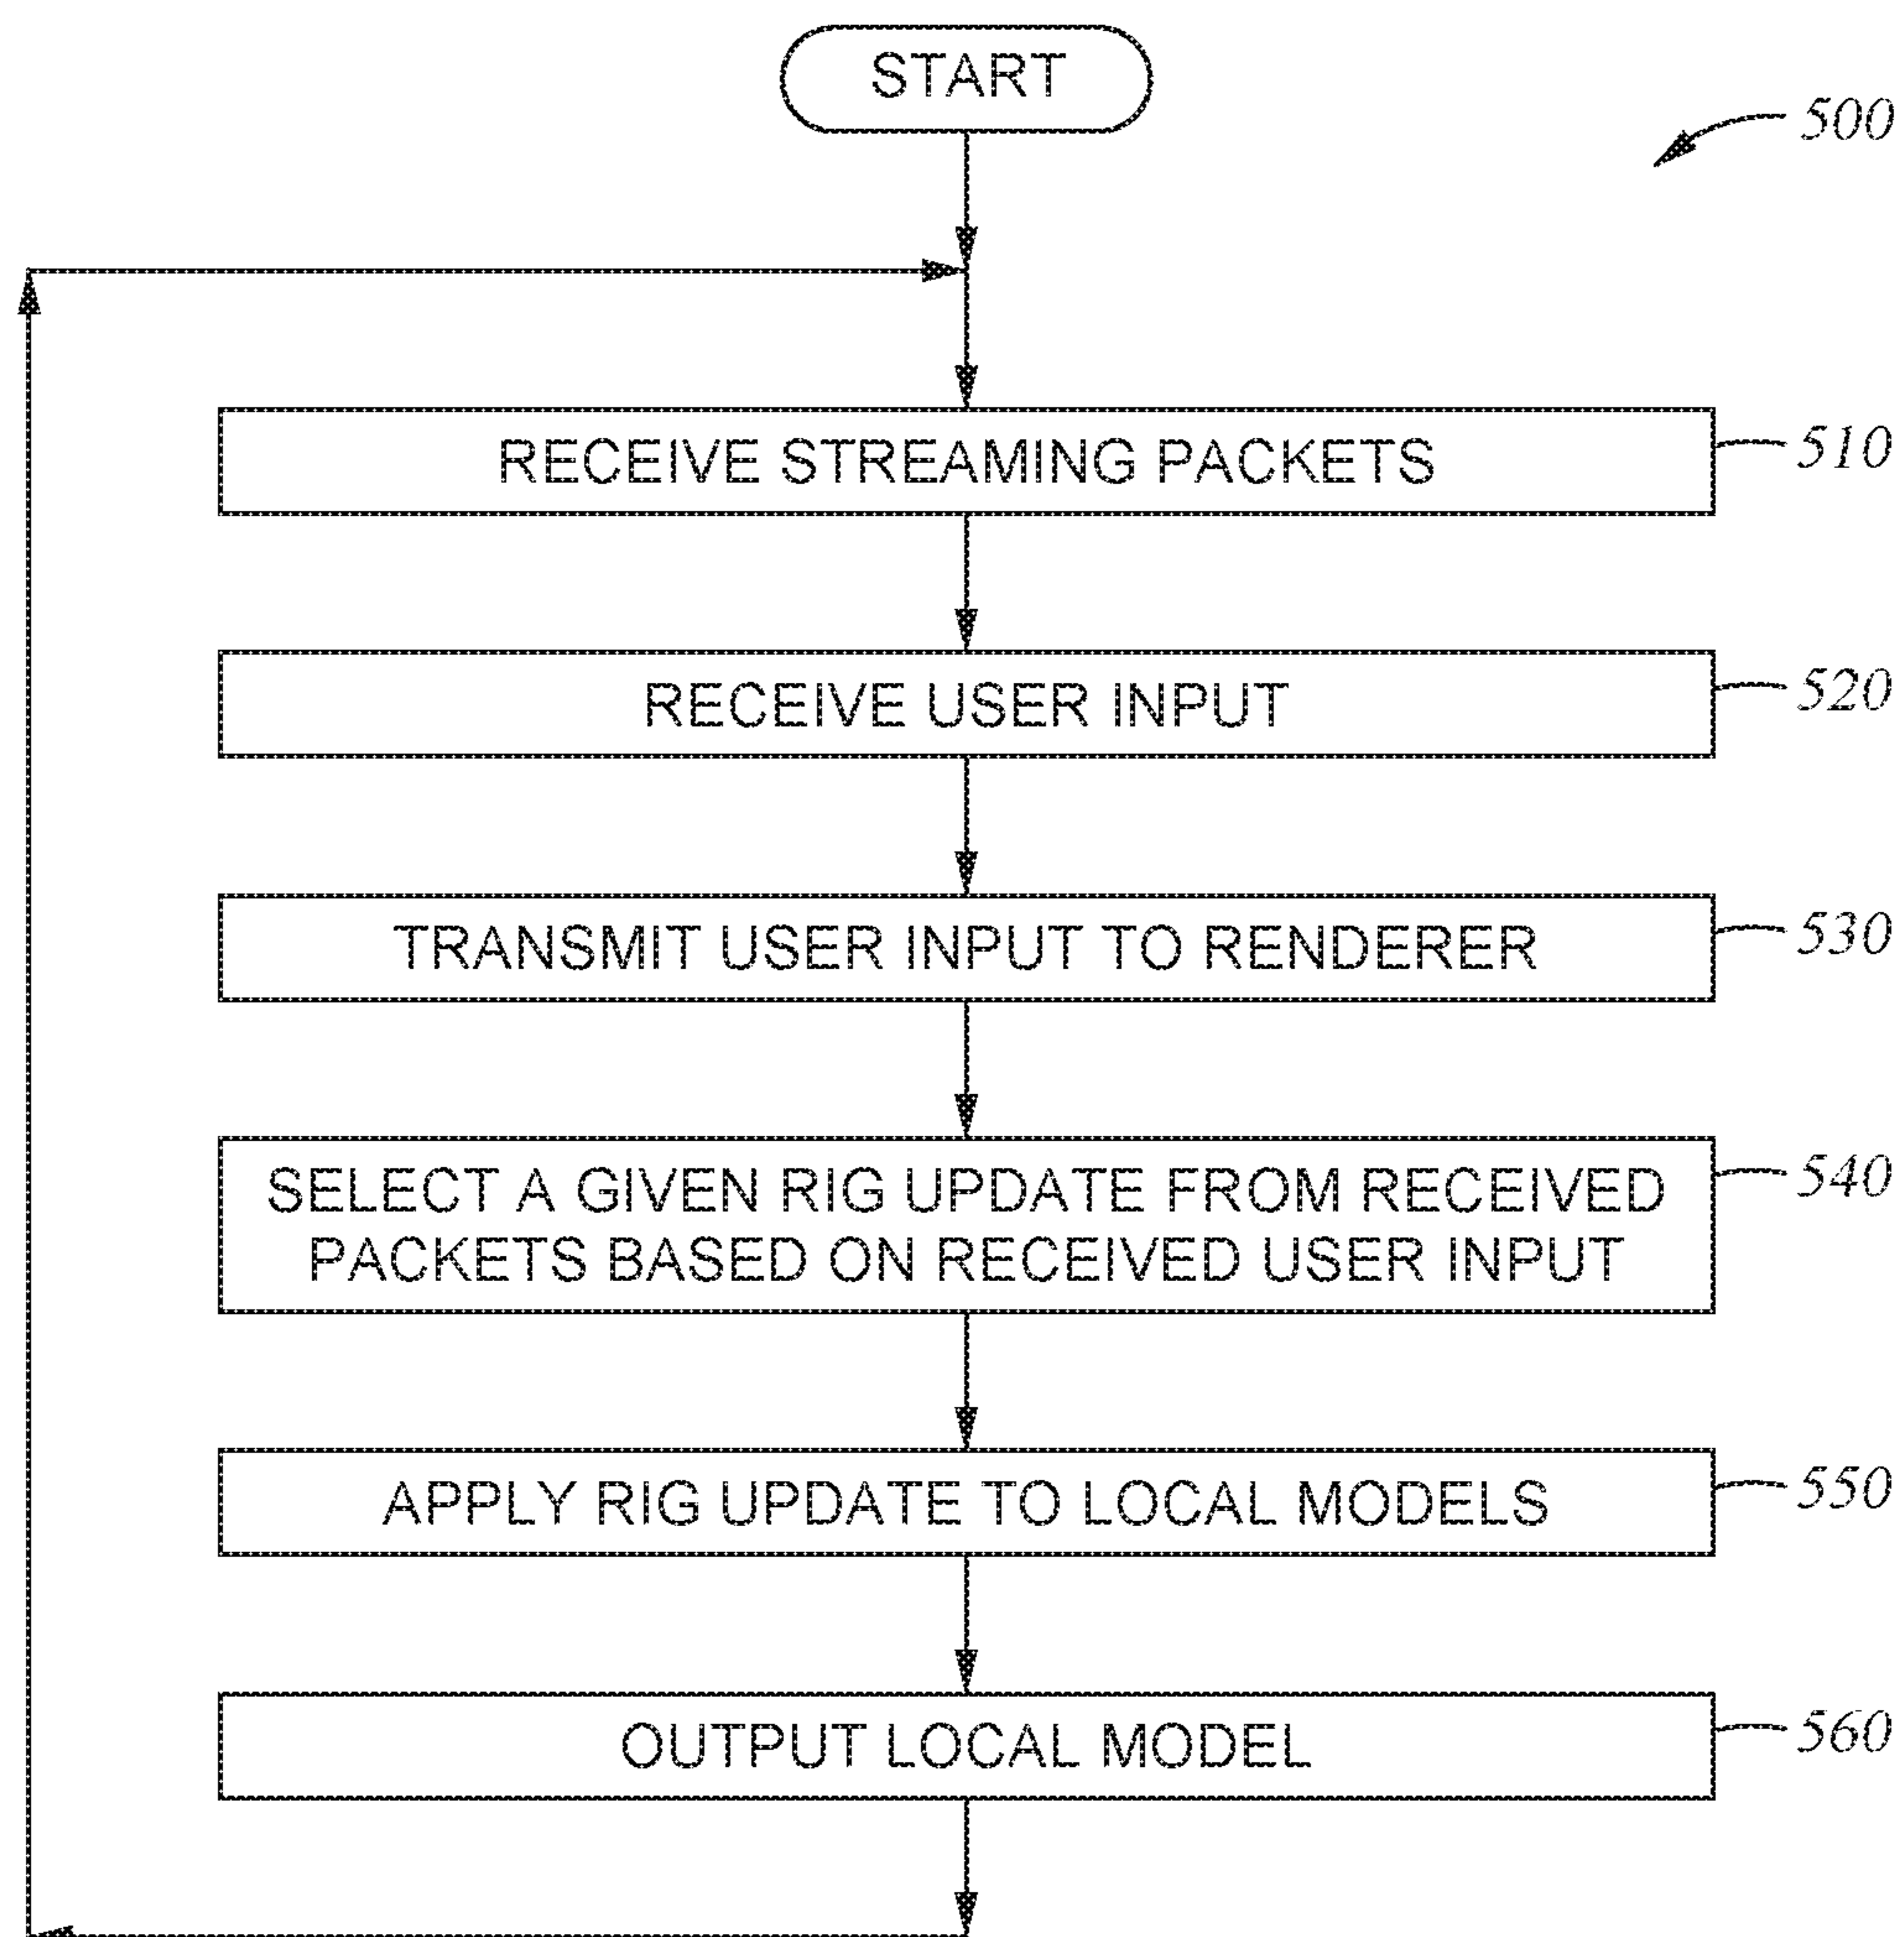 START
500
RECEIVE STREAMING PACKETS
510
RECEIVE USER INPUT
520
TRANSMIT USER INPUT TO RENDERER
530
SELECT A GIVEN RIG UPDATE FROM RECEIVED
PACKETS BASED ON RECEIVED USER INPUT
540
APPLY RIG UPDATE TO LOCAL MODELS
550
OUTPUT LOCAL MODEL
560